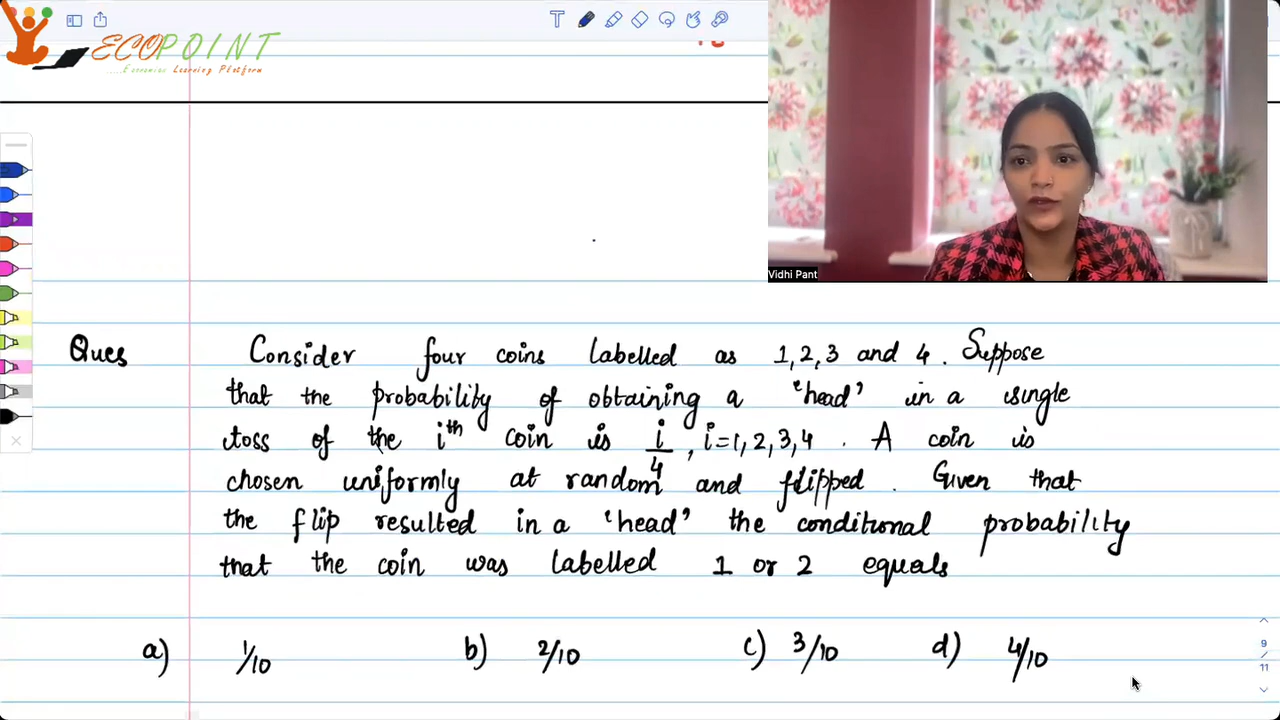 ECOPOINT
.....Economics Learning Platform
Vidhi Pant
Ques Consider four coins labelled as 1, 2, 3 and 4. Suppose
that the probability of obtaining a 'head' in a single
toss of the iᵗʰ coin is i/4, i=1, 2, 3, 4. A coin is
chosen uniformly at random and flipped. Given that
the flip resulted in a 'head' the conditional probability
that the coin was labelled 1 or 2 equals
a) 1/10 b) 2/10 c) 3/10 d) 4/10
9
/
11